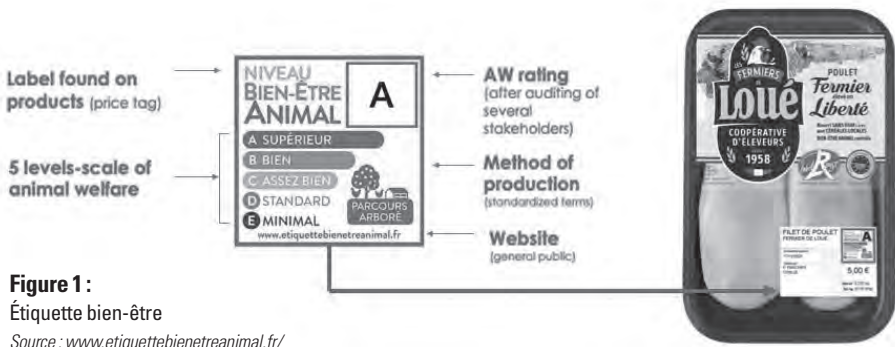 Label found on
products (price tag)
5 levels-scale of
animal welfare
NIVEAU
BIEN-ÊTRE
ANIMAL
A
A SUPÉRIEUR
B BIEN
C ASSEZ BIEN
D STANDARD
E MINIMAL
PARCOURS
ARBORÉ
www.etiquettebienetreanimal.fr
AW rating
(after auditing of
several
stakeholders)
Method of
production
(standardized terms)
Website
(general public)
LES
FERMIERS
DE
Loué
COOPÉRATIVE
D'ÉLEVEURS
1958
POULET
Fermier
Liberté
FILET DE POULET
FERMIER DE LOUÉ
A
5,00 €
Figure 1 :
Étiquette bien-être
Source : www.etiquettebienetreanimal.fr/